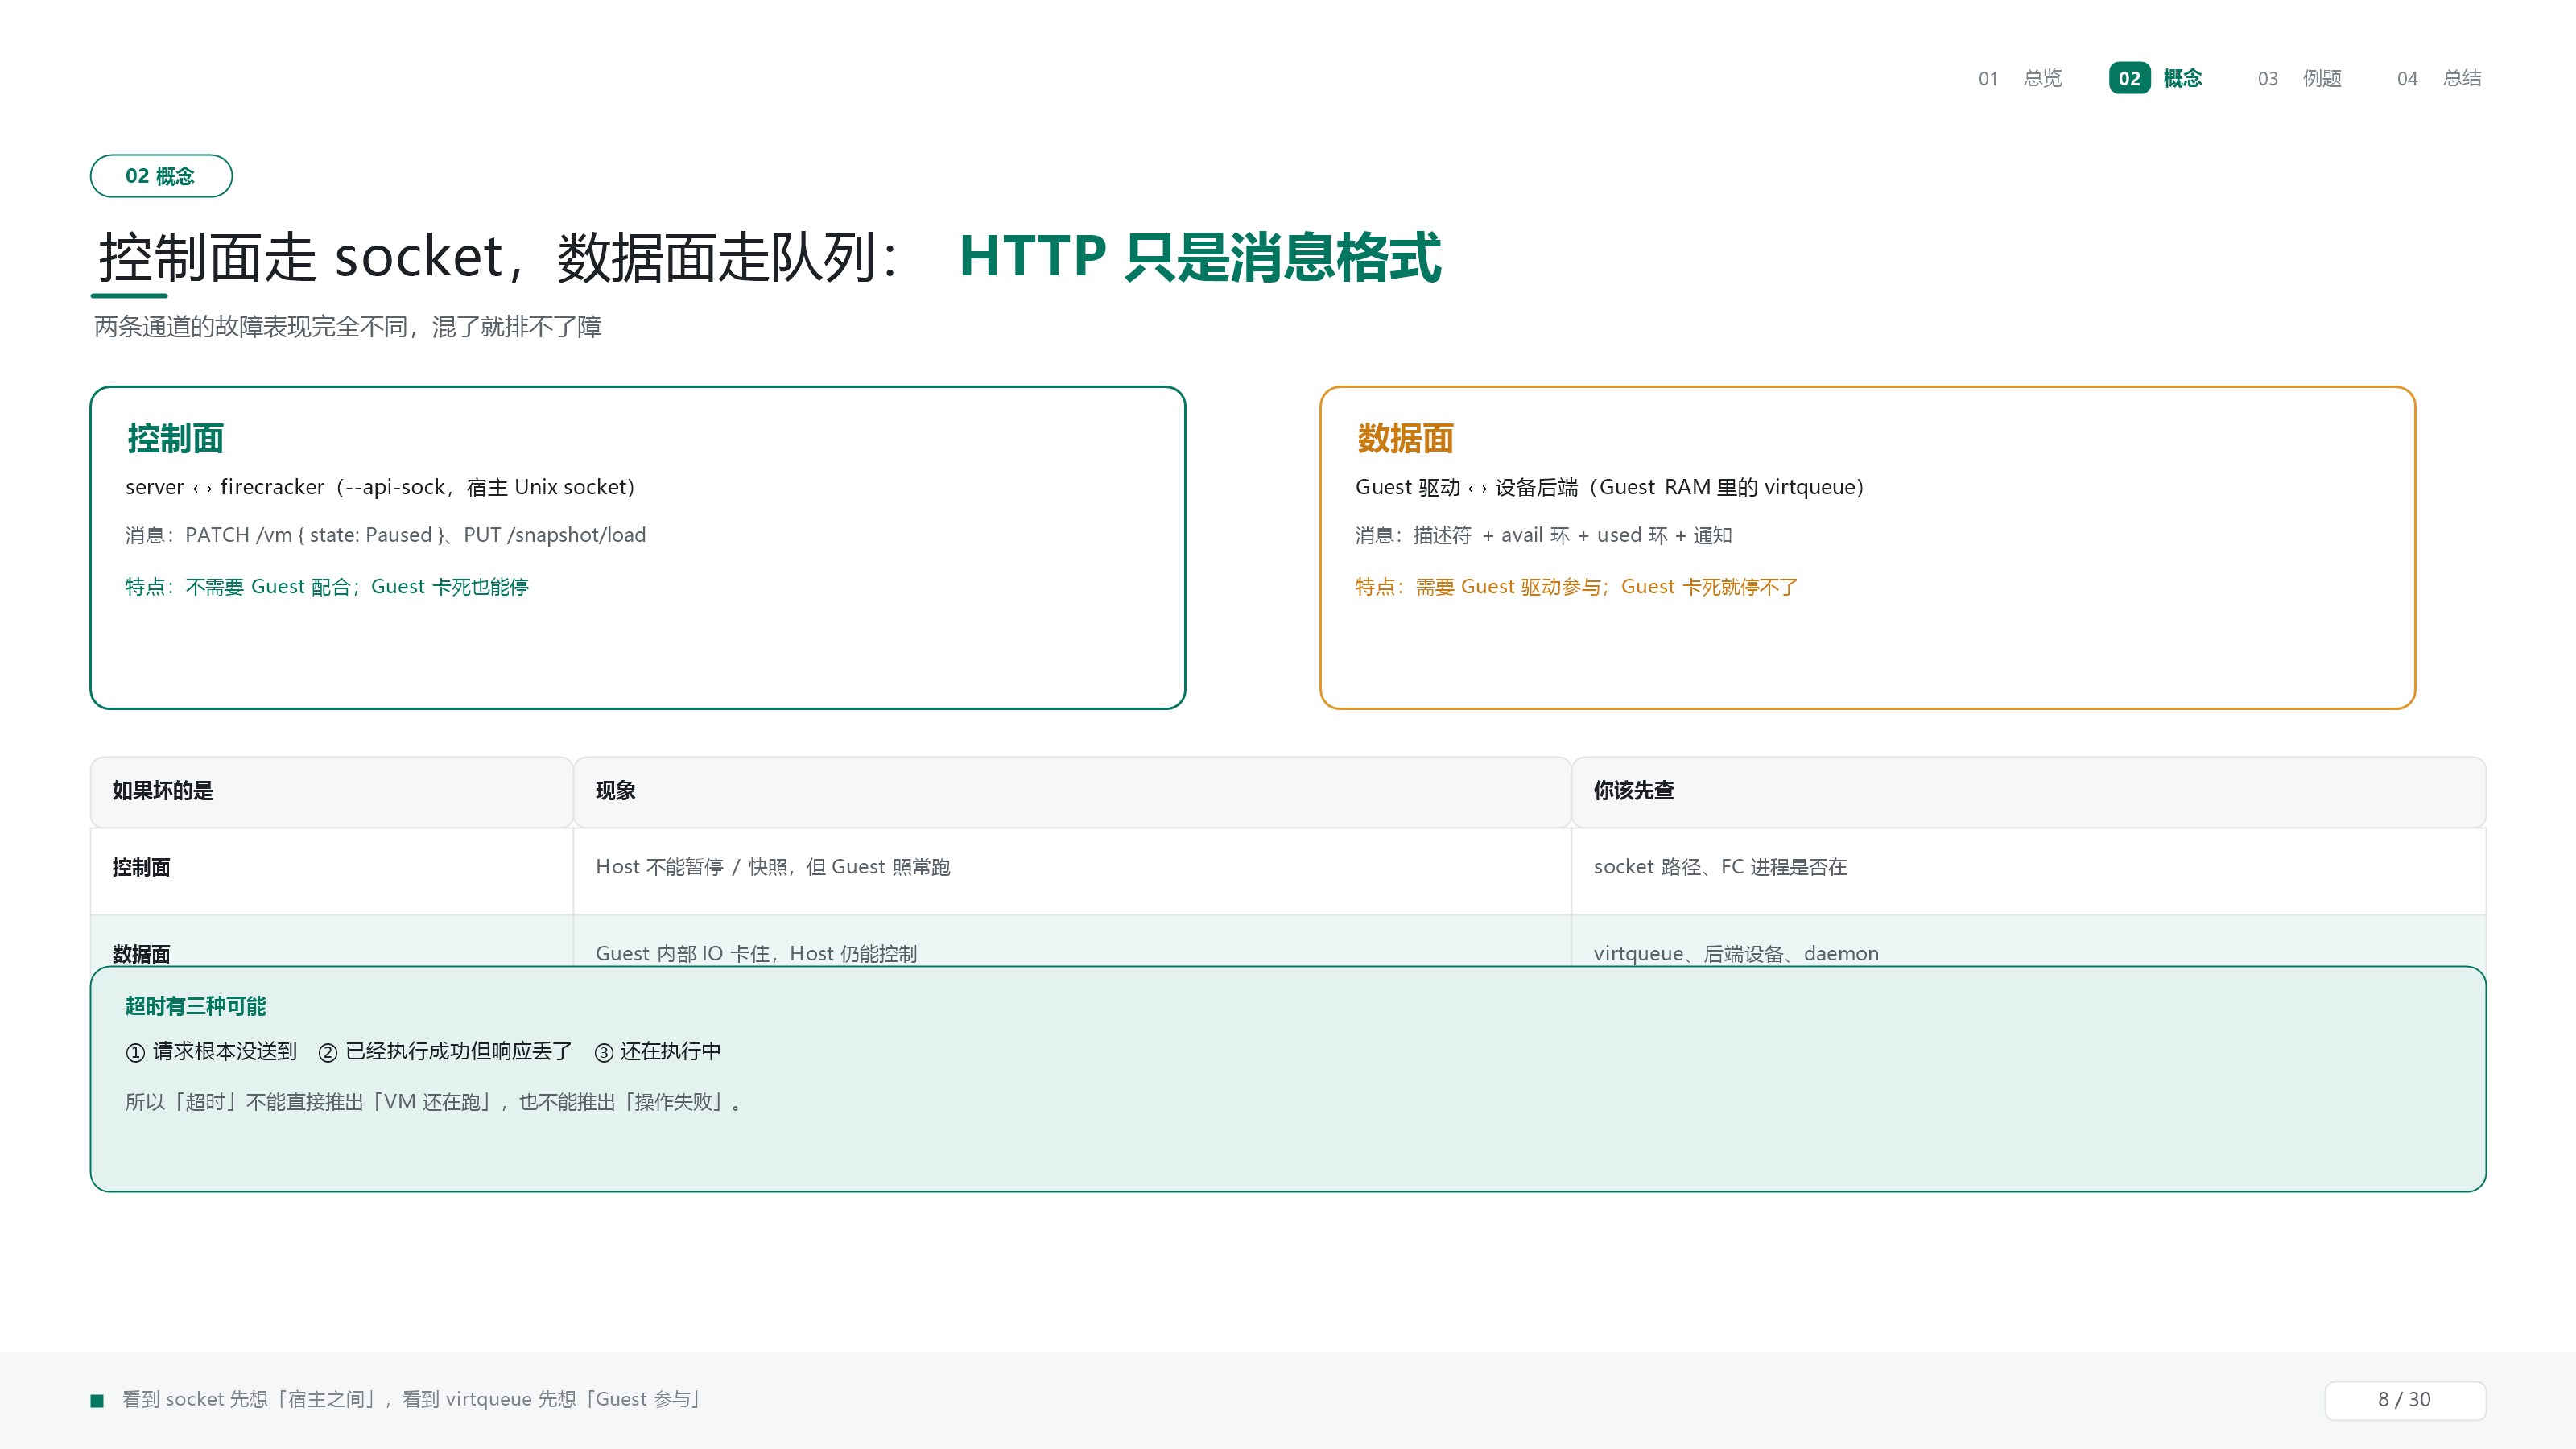 01 总览 02 概念 03 例题 04 总结
02 概念
控制面走 socket，数据面走队列： HTTP 只是消息格式
两条通道的故障表现完全不同，混了就排不了障
控制面
server ↔ firecracker（--api-sock，宿主 Unix socket）
消息：PATCH /vm { state: Paused }、PUT /snapshot/load
特点：不需要 Guest 配合；Guest 卡死也能停
数据面
Guest 驱动 ↔ 设备后端（Guest RAM 里的 virtqueue）
消息：描述符 + avail 环 + used 环 + 通知
特点：需要 Guest 驱动参与；Guest 卡死就停不了
如果坏的是 现象 你该先查
控制面 Host 不能暂停 / 快照，但 Guest 照常跑 socket 路径、FC 进程是否在
数据面 Guest 内部 IO 卡住，Host 仍能控制 virtqueue、后端设备、daemon
超时有三种可能
① 请求根本没送到 ② 已经执行成功但响应丢了 ③ 还在执行中
所以「超时」不能直接推出「VM 还在跑」，也不能推出「操作失败」。
看到 socket 先想「宿主之间」，看到 virtqueue 先想「Guest 参与」
8 / 30